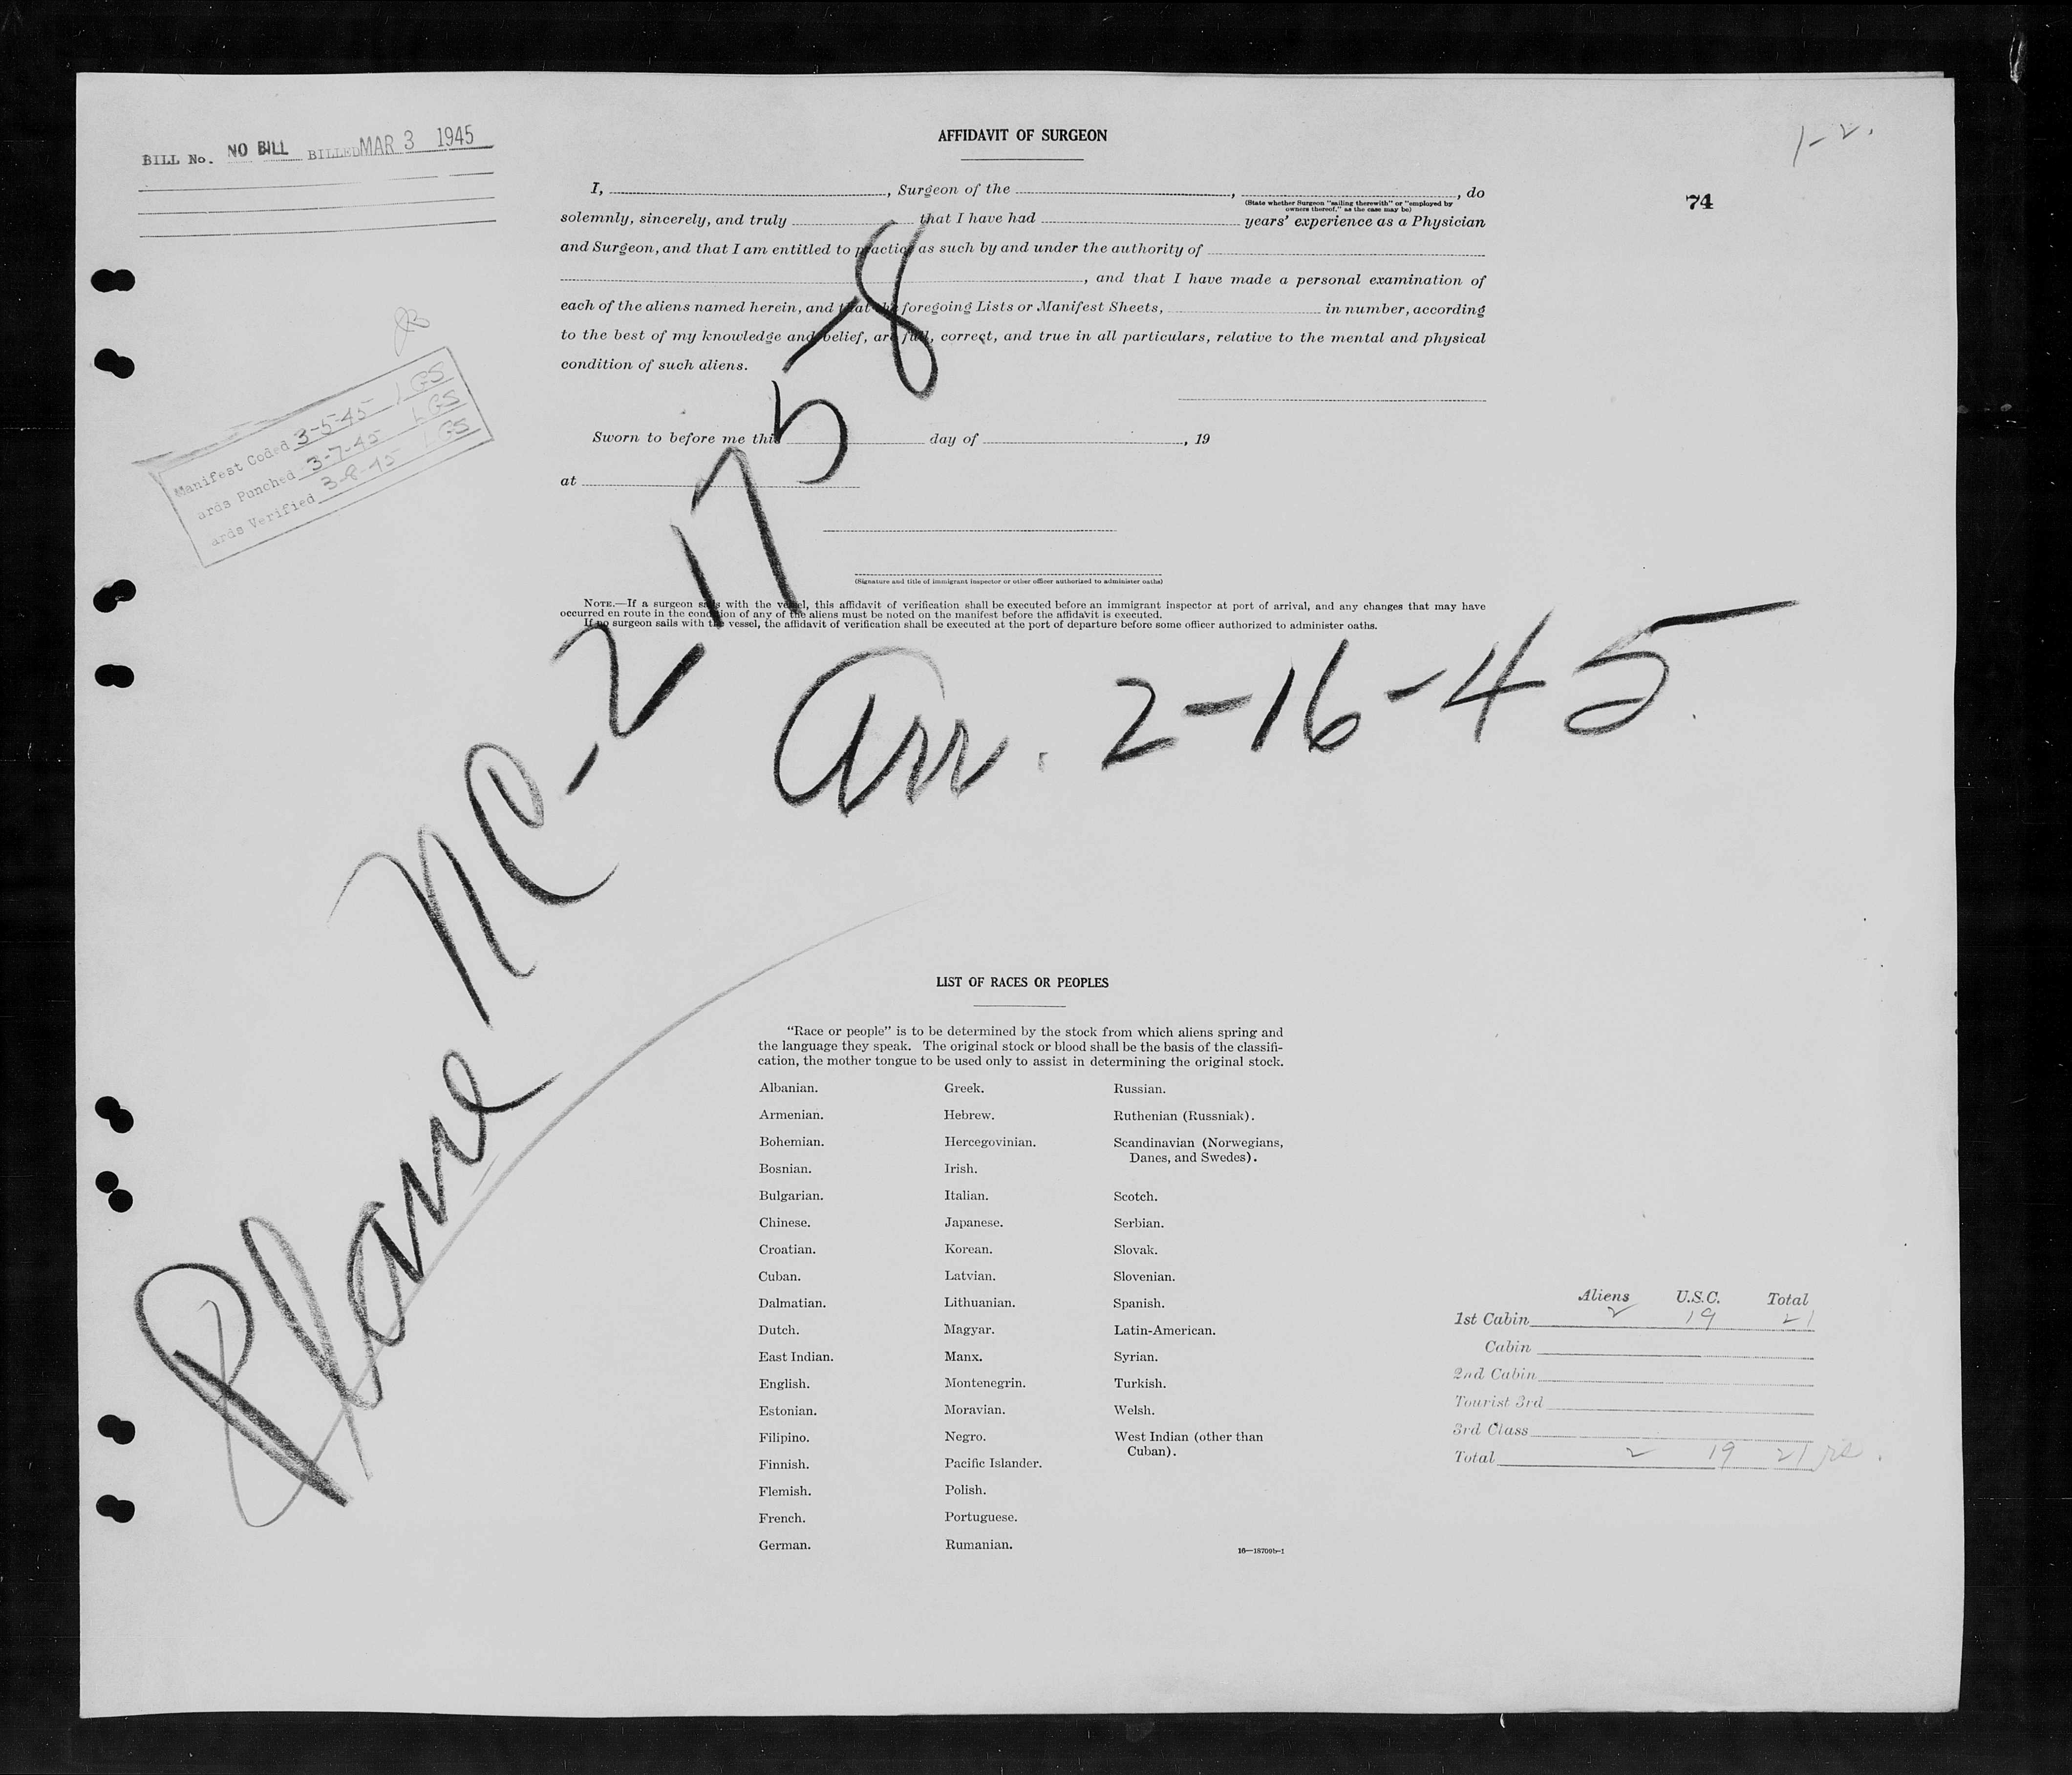 BILL No. NO BILL BILLED MAR 3 1945
1-2.
74
AFFIDAVIT OF SURGEON
I, , Surgeon of the , , do
(State whether Surgeon "sailing therewith" or "employed by owners thereof," as the case may be)
solemnly, sincerely, and truly that I have had years' experience as a Physician
and Surgeon, and that I am entitled to practice as such by and under the authority of
, and that I have made a personal examination of
each of the aliens named herein, and that the foregoing Lists or Manifest Sheets, in number, according
to the best of my knowledge and belief, are full, correct, and true in all particulars, relative to the mental and physical
condition of such aliens.
Manifest Coded 3-5-45 LGS
ards Punched 3-7-45 LGS
ards Verified 3-8-45 LGS
Sworn to before me this day of , 19
at
(Signature and title of immigrant inspector or other officer authorized to administer oaths)
NOTE.—If a surgeon sails with the vessel, this affidavit of verification shall be executed before an immigrant inspector at port of arrival, and any changes that may have
occurred en route in the condition of any of the aliens must be noted on the manifest before the affidavit is executed.
If no surgeon sails with the vessel, the affidavit of verification shall be executed at the port of departure before some officer authorized to administer oaths.
Plane NC-2175-8
Arr. 2-16-45
LIST OF RACES OR PEOPLES
"Race or people" is to be determined by the stock from which aliens spring and
the language they speak. The original stock or blood shall be the basis of the classifi-
cation, the mother tongue to be used only to assist in determining the original stock.
Albanian.
Armenian.
Bohemian.
Bosnian.
Bulgarian.
Chinese.
Croatian.
Cuban.
Dalmatian.
Dutch.
East Indian.
English.
Estonian.
Filipino.
Finnish.
Flemish.
French.
German.
Greek.
Hebrew.
Hercegovinian.
Irish.
Italian.
Japanese.
Korean.
Latvian.
Lithuanian.
Magyar.
Manx.
Montenegrin.
Moravian.
Negro.
Pacific Islander.
Polish.
Portuguese.
Rumanian.
Russian.
Ruthenian (Russniak).
Scandinavian (Norwegians,
Danes, and Swedes).
Scotch.
Serbian.
Slovak.
Slovenian.
Spanish.
Latin-American.
Syrian.
Turkish.
Welsh.
West Indian (other than
Cuban).
16—18700b-1
Aliens U.S.C. Total
1st Cabin 2 19 21
Cabin
2nd Cabin
Tourist 3rd
3rd Class
Total 2 19 21